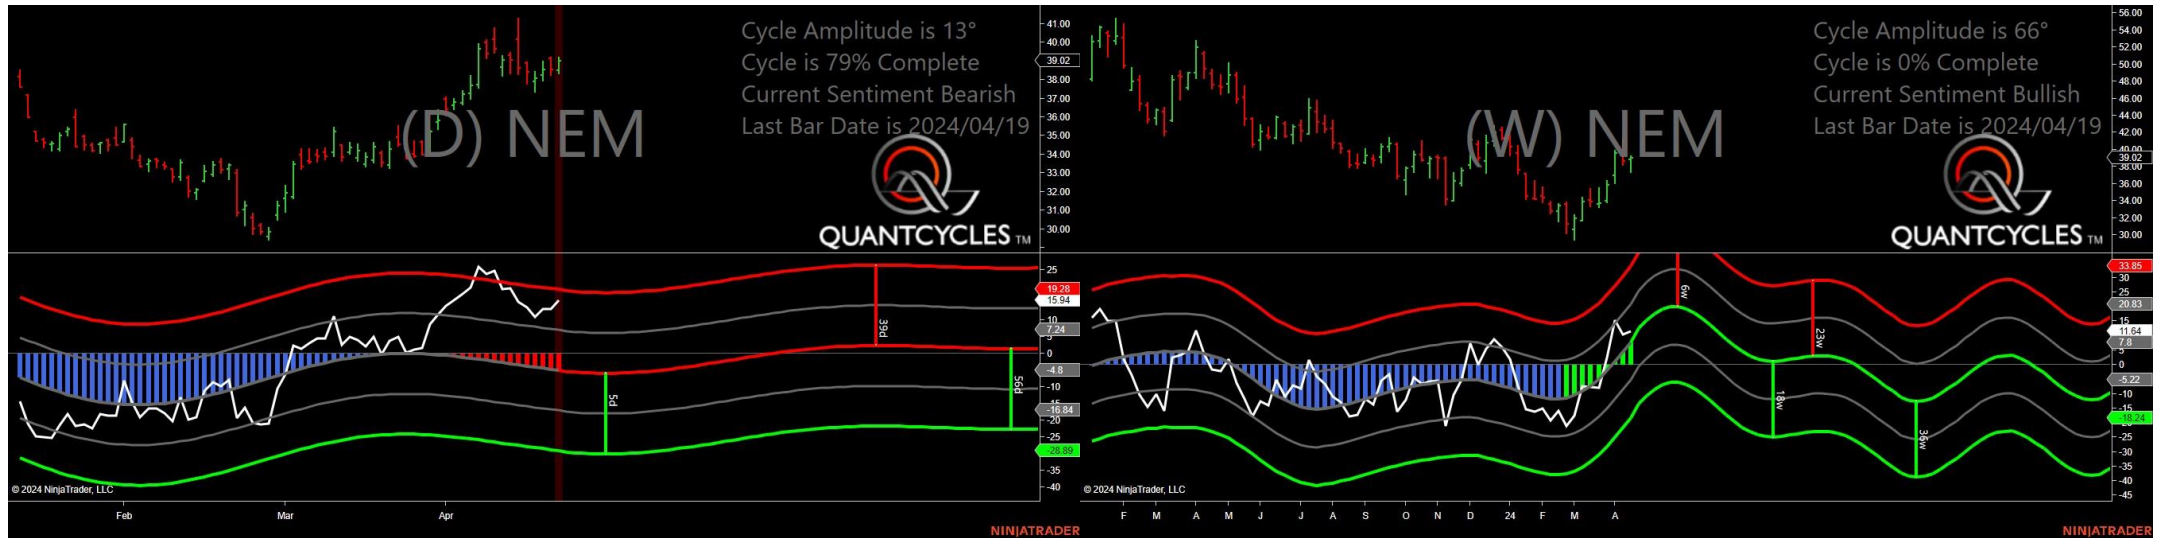 Cycle Amplitude is 13°
Cycle is 79% Complete
Current Sentiment Bearish
Last Bar Date is 2024/04/19
(D) NEM
QUANTCYCLES TM
41.00
40.00
39.02
38.00
37.00
36.00
35.00
34.00
33.00
32.00
31.00
30.00
25
19.28
15.94
10
7.24
5
0
-4.8
-10
-15
-16.84
-20
-25
-28.89
-35
-40
5d
39d
56d
© 2024 NinjaTrader, LLC
Feb Mar Apr
NINJATRADER
Cycle Amplitude is 66°
Cycle is 0% Complete
Current Sentiment Bullish
Last Bar Date is 2024/04/19
(W) NEM
QUANTCYCLES TM
56.00
54.00
52.00
50.00
48.00
46.00
44.00
42.00
40.00
39.02
38.00
36.00
34.00
32.00
30.00
33.85
30
25
20.83
15
11.64
7.8
5
0
-5.22
-10
-15
-18.24
-25
-30
-35
-40
-45
6w
23w
18w
36w
© 2024 NinjaTrader, LLC
F M A M J J A S O N D 24 F M A
NINJATRADER